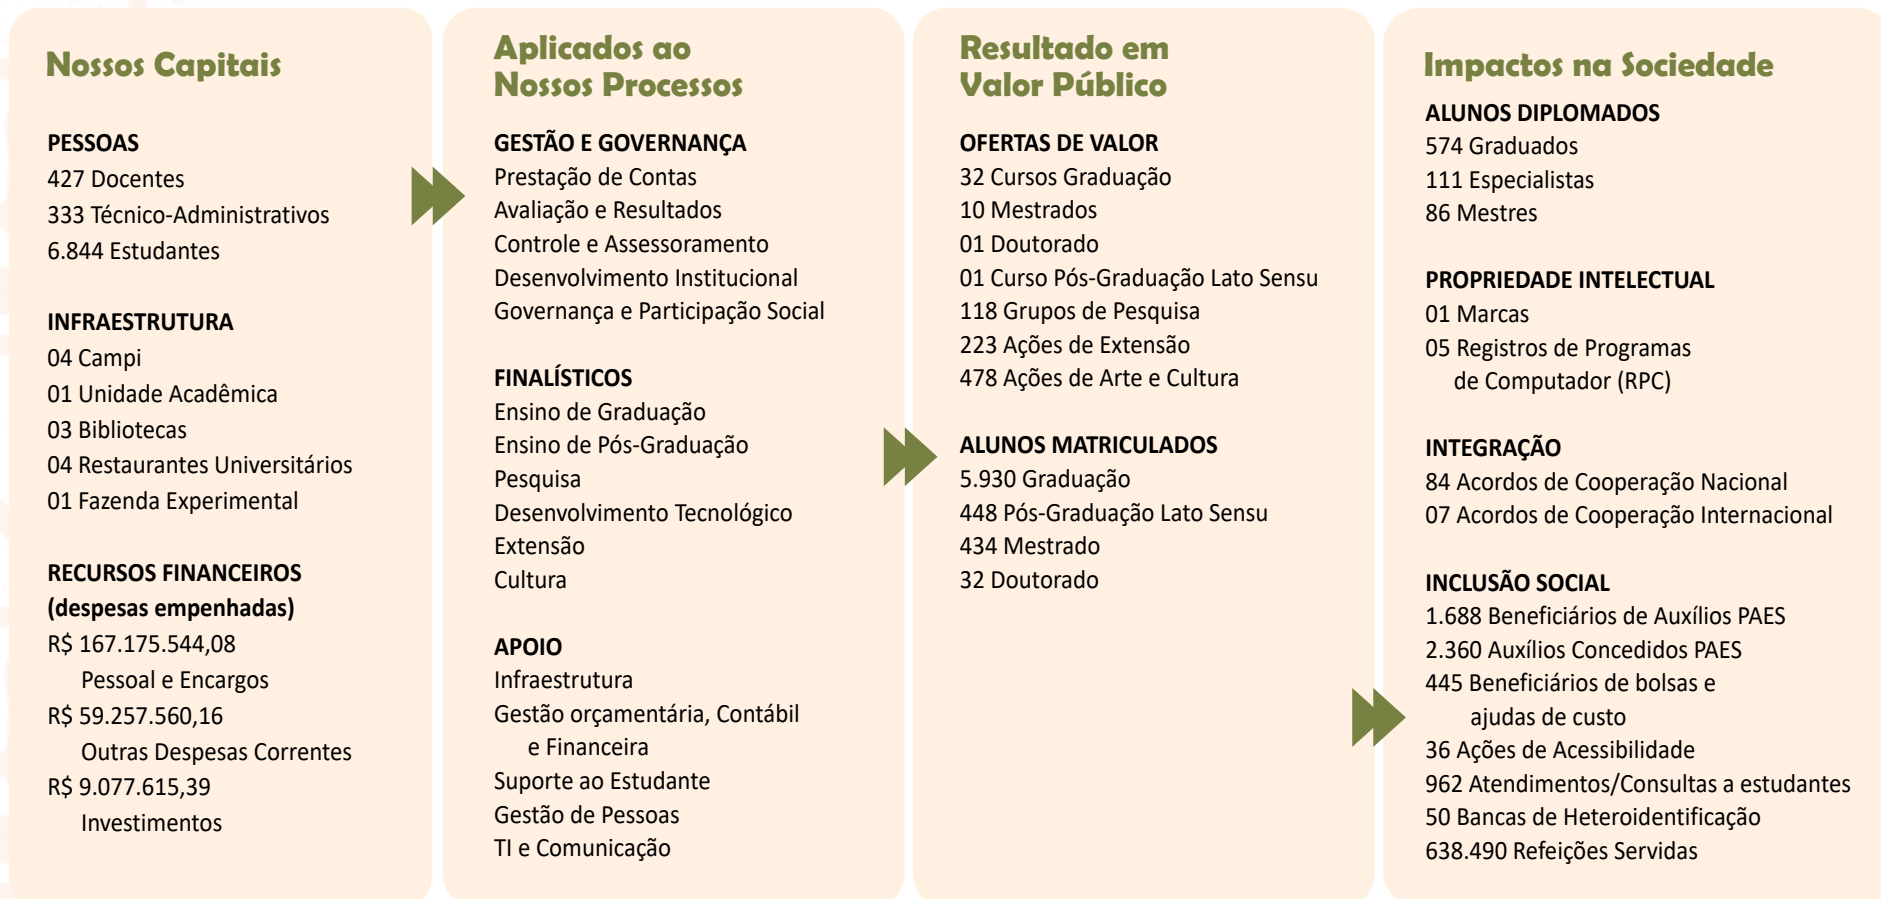 Nossos Capitais
PESSOAS
427 Docentes
333 Técnico-Administrativos
6.844 Estudantes
INFRAESTRUTURA
04 Campi
01 Unidade Acadêmica
03 Bibliotecas
04 Restaurantes Universitários
01 Fazenda Experimental
RECURSOS FINANCEIROS
(despesas empenhadas)
R$ 167.175.544,08
Pessoal e Encargos
R$ 59.257.560,16
Outras Despesas Correntes
R$ 9.077.615,39
Investimentos
Aplicados ao
Nossos Processos
GESTÃO E GOVERNANÇA
Prestação de Contas
Avaliação e Resultados
Controle e Assessoramento
Desenvolvimento Institucional
Governança e Participação Social
FINALÍSTICOS
Ensino de Graduação
Ensino de Pós-Graduação
Pesquisa
Desenvolvimento Tecnológico
Extensão
Cultura
APOIO
Infraestrutura
Gestão orçamentária, Contábil
e Financeira
Suporte ao Estudante
Gestão de Pessoas
TI e Comunicação
Resultado em
Valor Público
OFERTAS DE VALOR
32 Cursos Graduação
10 Mestrados
01 Doutorado
01 Curso Pós-Graduação Lato Sensu
118 Grupos de Pesquisa
223 Ações de Extensão
478 Ações de Arte e Cultura
ALUNOS MATRICULADOS
5.930 Graduação
448 Pós-Graduação Lato Sensu
434 Mestrado
32 Doutorado
Impactos na Sociedade
ALUNOS DIPLOMADOS
574 Graduados
111 Especialistas
86 Mestres
PROPRIEDADE INTELECTUAL
01 Marcas
05 Registros de Programas
de Computador (RPC)
INTEGRAÇÃO
84 Acordos de Cooperação Nacional
07 Acordos de Cooperação Internacional
INCLUSÃO SOCIAL
1.688 Beneficiários de Auxílios PAES
2.360 Auxílios Concedidos PAES
445 Beneficiários de bolsas e
ajudas de custo
36 Ações de Acessibilidade
962 Atendimentos/Consultas a estudantes
50 Bancas de Heteroidentificação
638.490 Refeições Servidas